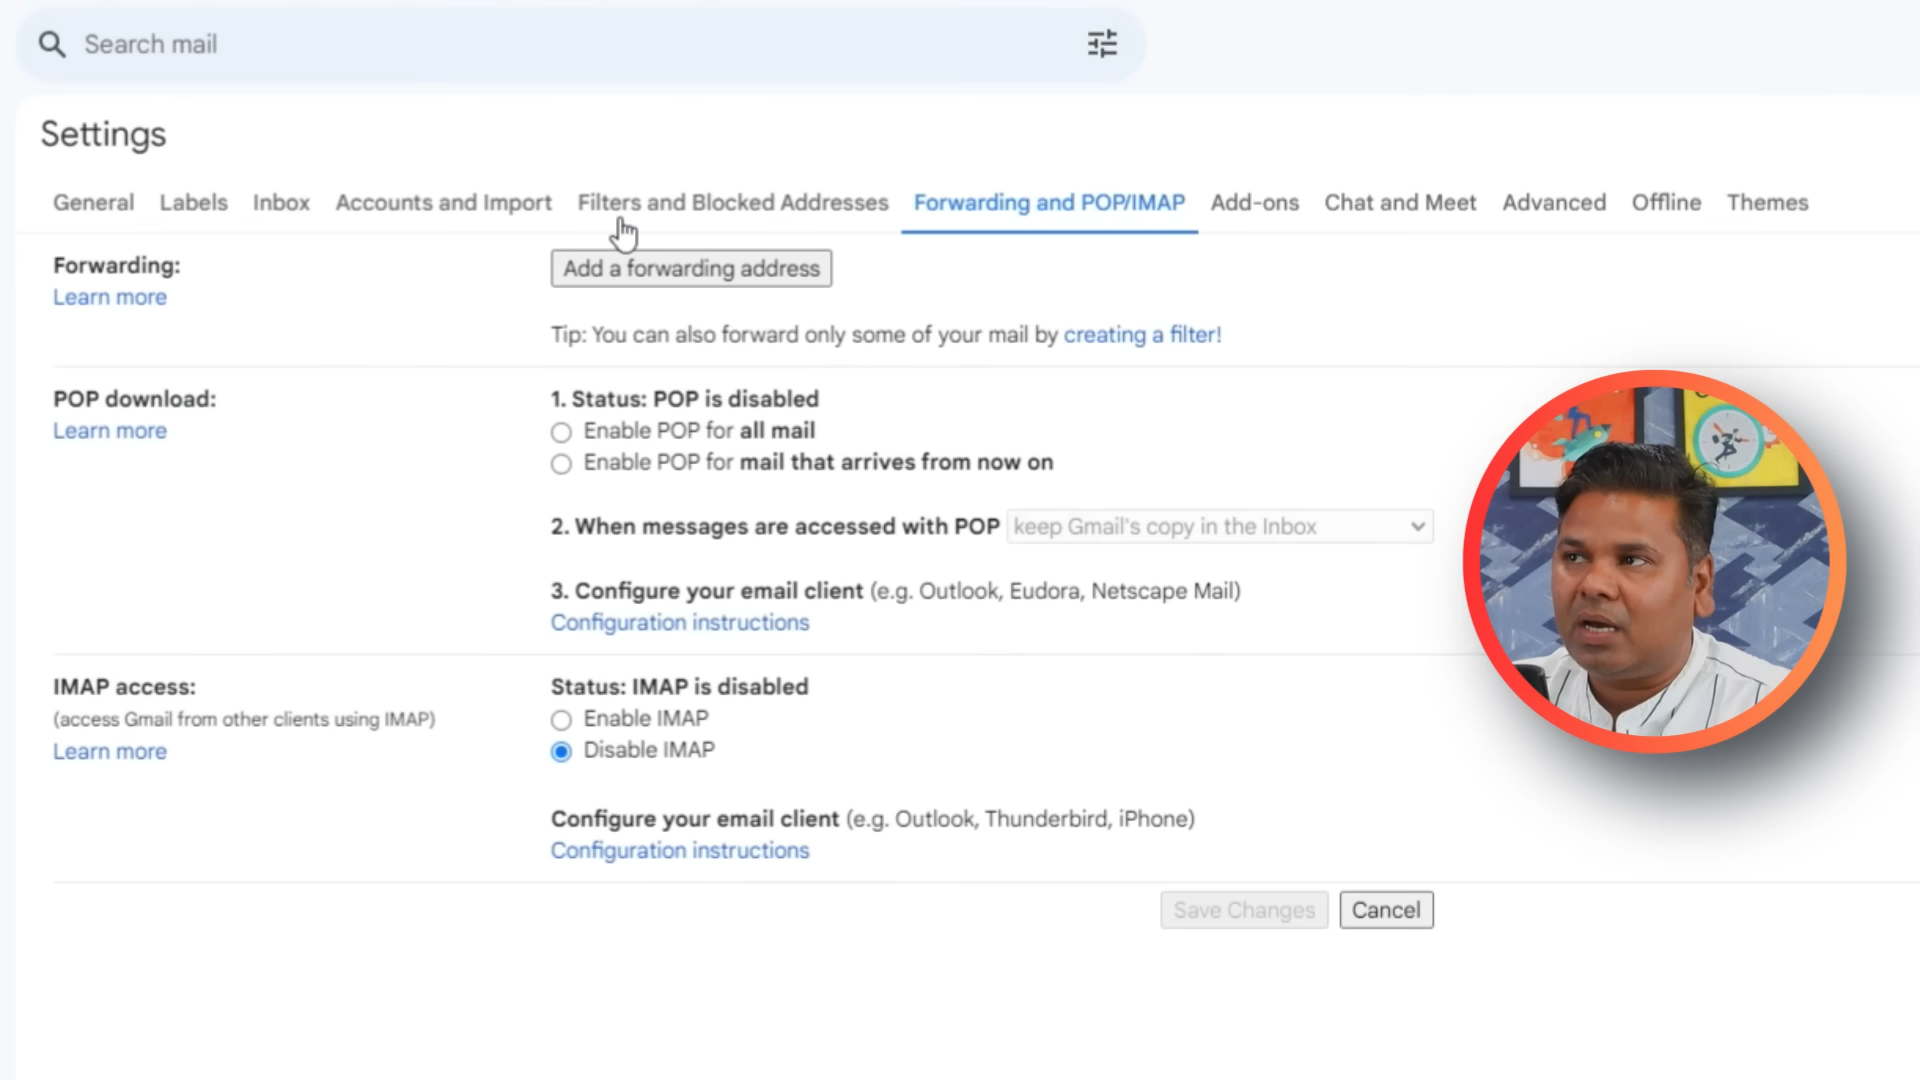 Search mail
Settings
General Labels Inbox Accounts and Import Filters and Blocked Addresses Forwarding and POP/IMAP Add-ons Chat and Meet Advanced Offline Themes
Forwarding:
Learn more
Add a forwarding address
Tip: You can also forward only some of your mail by creating a filter!
POP download:
Learn more
1. Status: POP is disabled
Enable POP for all mail
Enable POP for mail that arrives from now on
2. When messages are accessed with POP keep Gmail's copy in the Inbox
3. Configure your email client (e.g. Outlook, Eudora, Netscape Mail)
Configuration instructions
IMAP access:
(access Gmail from other clients using IMAP)
Learn more
Status: IMAP is disabled
Enable IMAP
Disable IMAP
Configure your email client (e.g. Outlook, Thunderbird, iPhone)
Configuration instructions
Save Changes Cancel